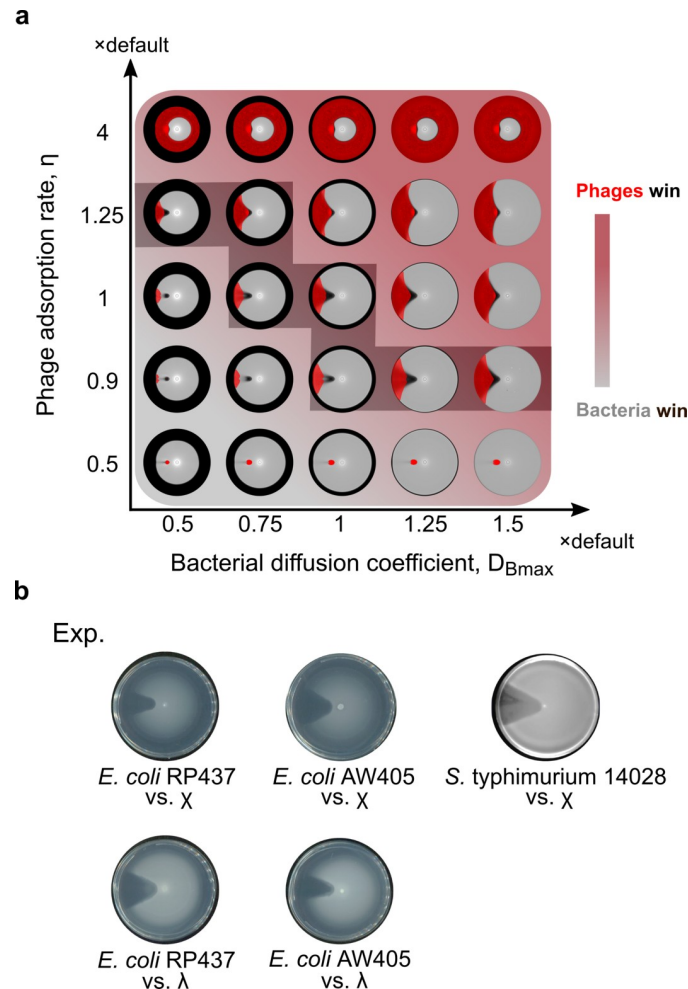 a
×default
4
1.25
1
0.9
0.5
Phage adsorption rate, η
0.5 0.75 1 1.25 1.5
×default
Bacterial diffusion coefficient, D_Bmax
Phages win
Bacteria win
b
Exp.
E. coli RP437
vs. χ
E. coli AW405
vs. χ
S. typhimurium 14028
vs. χ
E. coli RP437
vs. λ
E. coli AW405
vs. λ